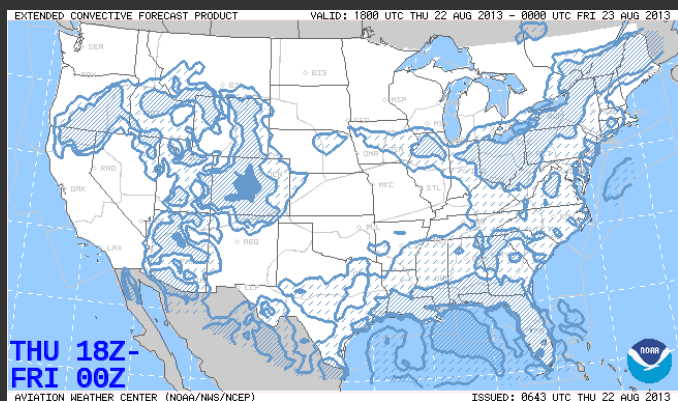 EXTENDED CONVECTIVE FORECAST PRODUCT VALID: 1800 UTC THU 22 AUG 2013 - 0000 UTC FRI 23 AUG 2013
SEA
BIS
MSP
RNO
OAK
OMA
MKC
STL
LAX
ABQ
THU 18Z-
FRI 00Z
NOAA
AVIATION WEATHER CENTER (NOAA/NWS/NCEP) ISSUED: 0643 UTC THU 22 AUG 2013